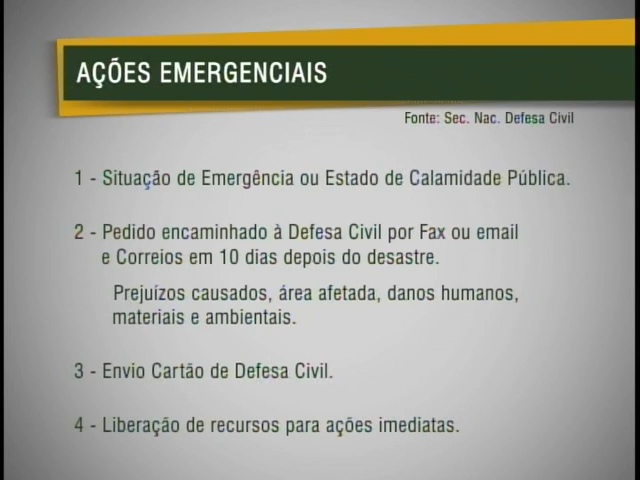 AÇÕES EMERGENCIAIS
Fonte: Sec. Nac. Defesa Civil
1 - Situação de Emergência ou Estado de Calamidade Pública.
2 - Pedido encaminhado à Defesa Civil por Fax ou email
e Correios em 10 dias depois do desastre.
Prejuízos causados, área afetada, danos humanos,
materiais e ambientais.
3 - Envio Cartão de Defesa Civil.
4 - Liberação de recursos para ações imediatas.